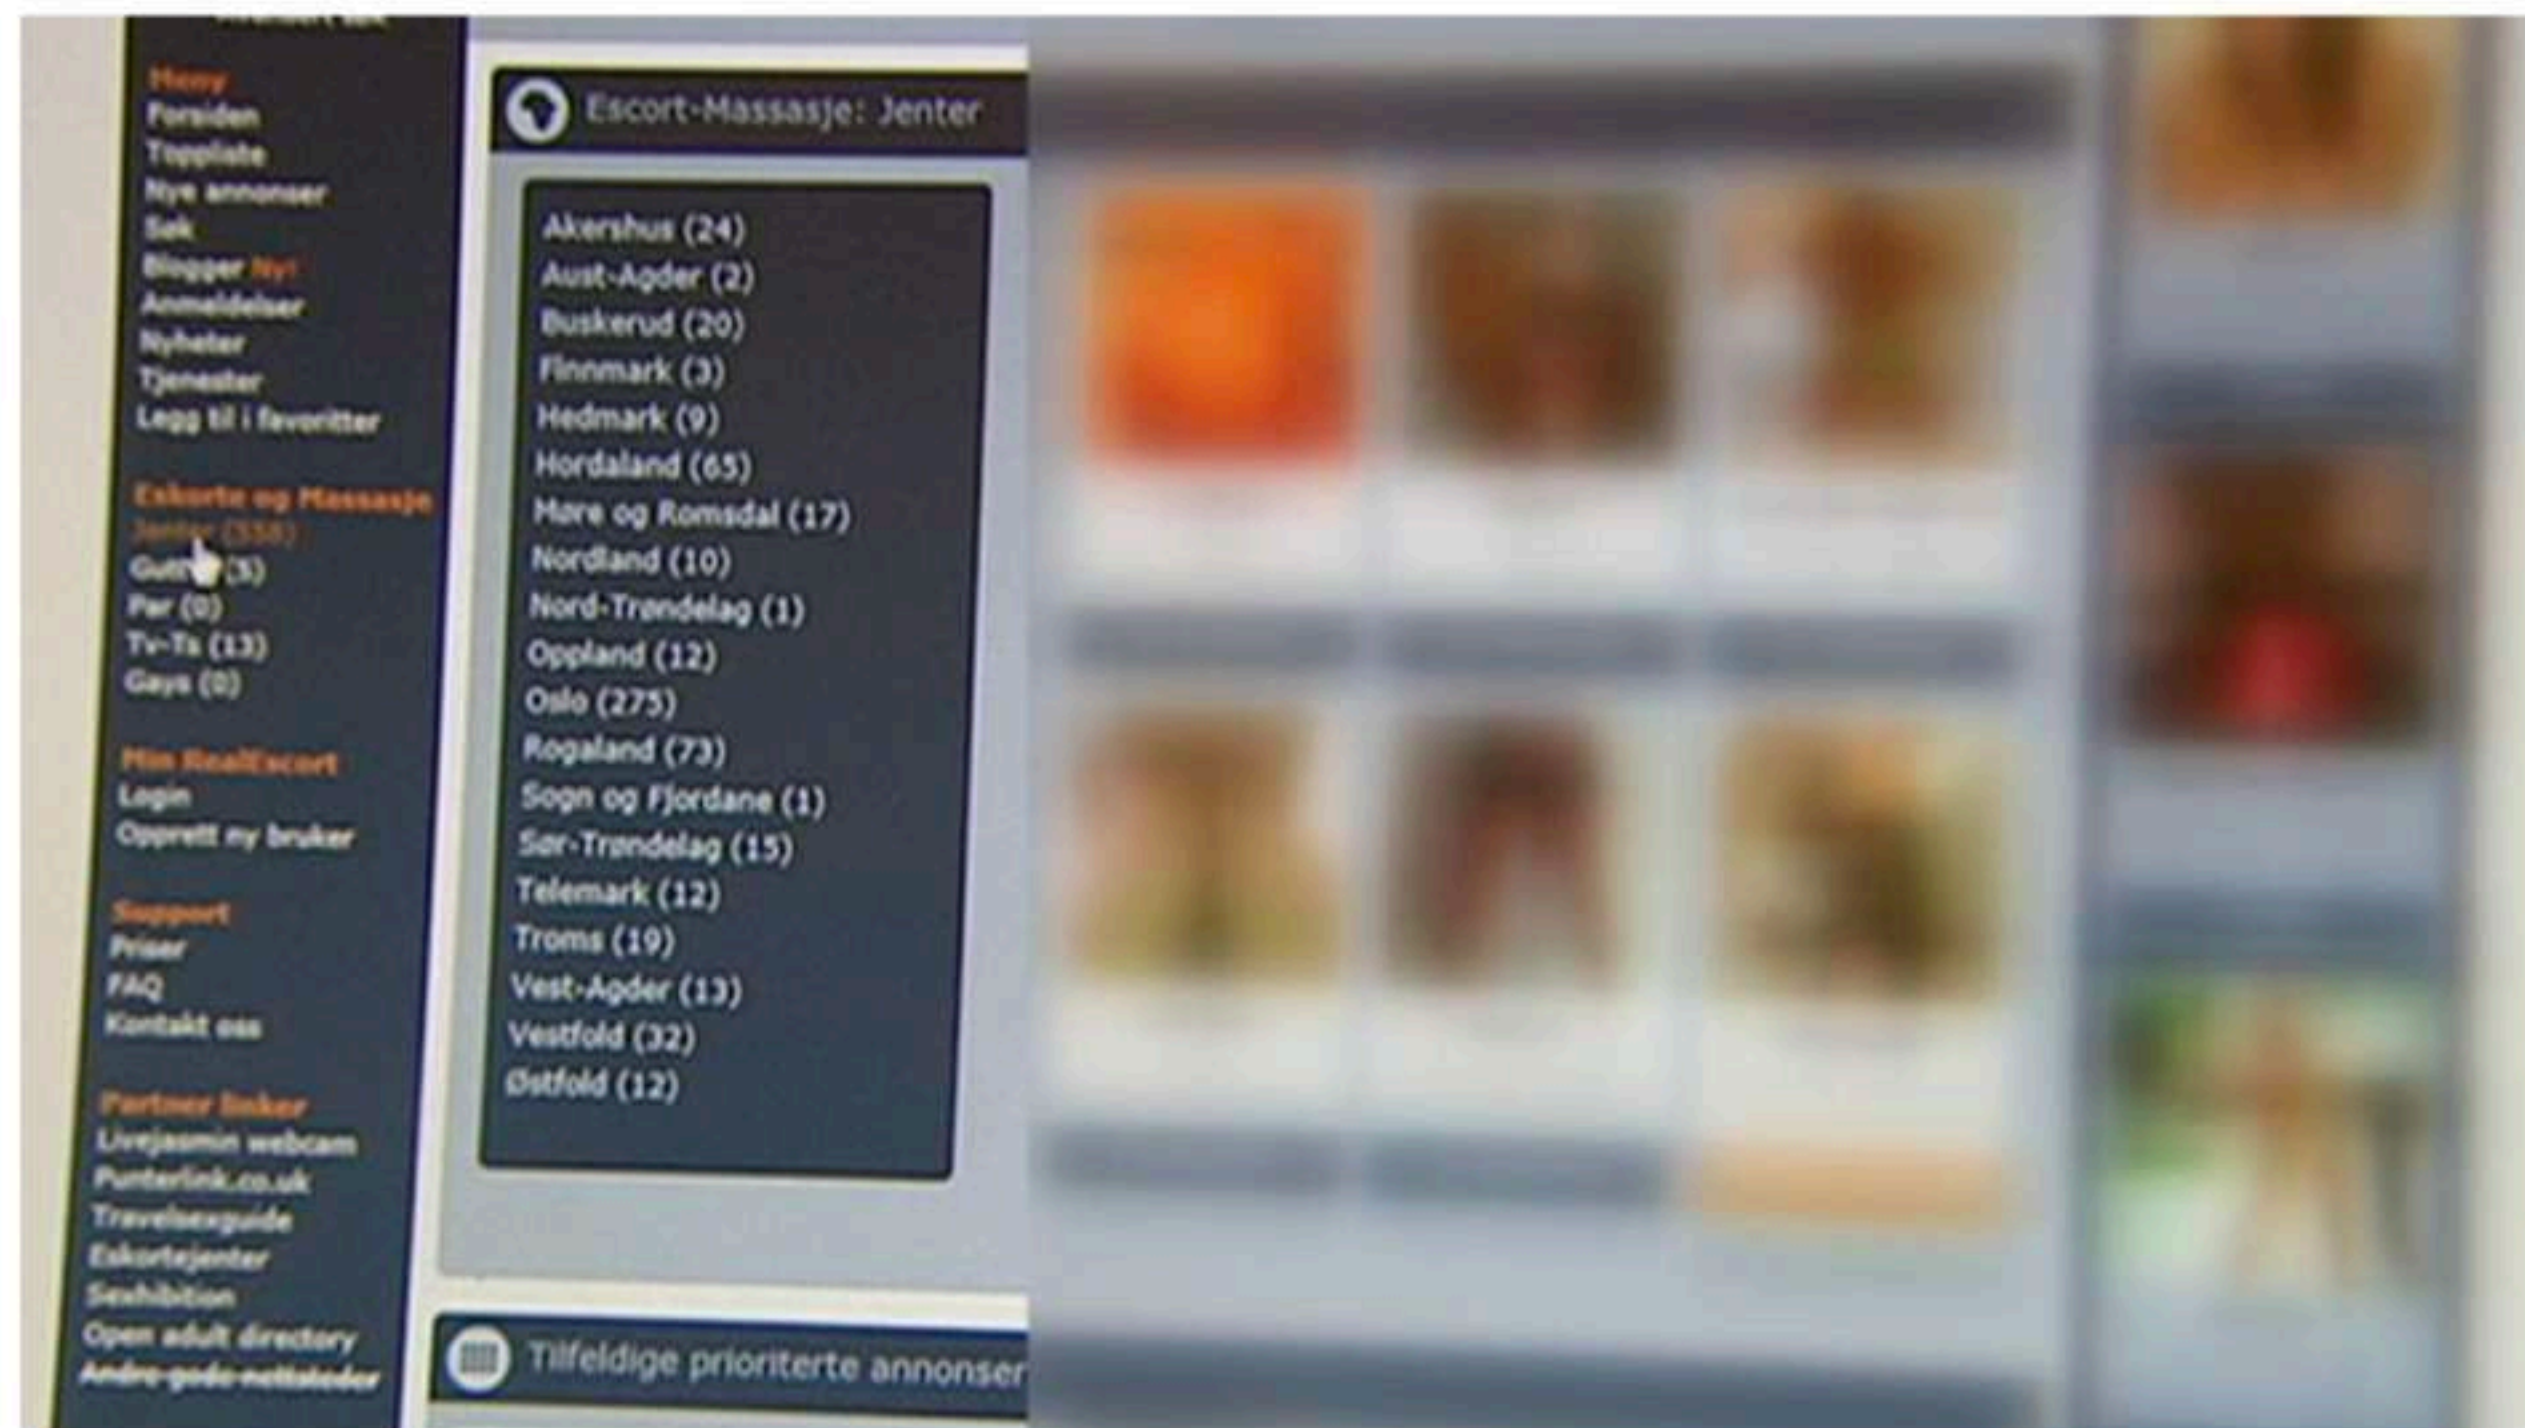 Meny
Forsiden
Toppliste
Nye annonser
Søk
Blogger Ny!
Anmeldelser
Nyheter
Tjenester
Legg til i favoritter
Eskorte og Massasje
Jenter
(5)
Par (0)
Tv-Ts (13)
Gays (0)
Min RealEscort
Login
Opprett ny bruker
Support
Priser
FAQ
Kontakt oss
Partner linker
Livejasmin webcam
Punterlink.co.uk
Travelsexguide
Eskortejenter
Sexhibition
Open adult directory
Andre gode nettsteder
Escort-Massasje: Jenter
Akershus (24)
Aust-Agder (2)
Buskerud (20)
Finnmark (3)
Hedmark (9)
Hordaland (65)
Møre og Romsdal (17)
Nordland (10)
Nord-Trøndelag (1)
Oppland (12)
Oslo (275)
Rogaland (73)
Sogn og Fjordane (1)
Sør-Trøndelag (15)
Telemark (12)
Troms (19)
Vest-Agder (13)
Vestfold (32)
Østfold (12)
Tilfeldige prioriterte annonser